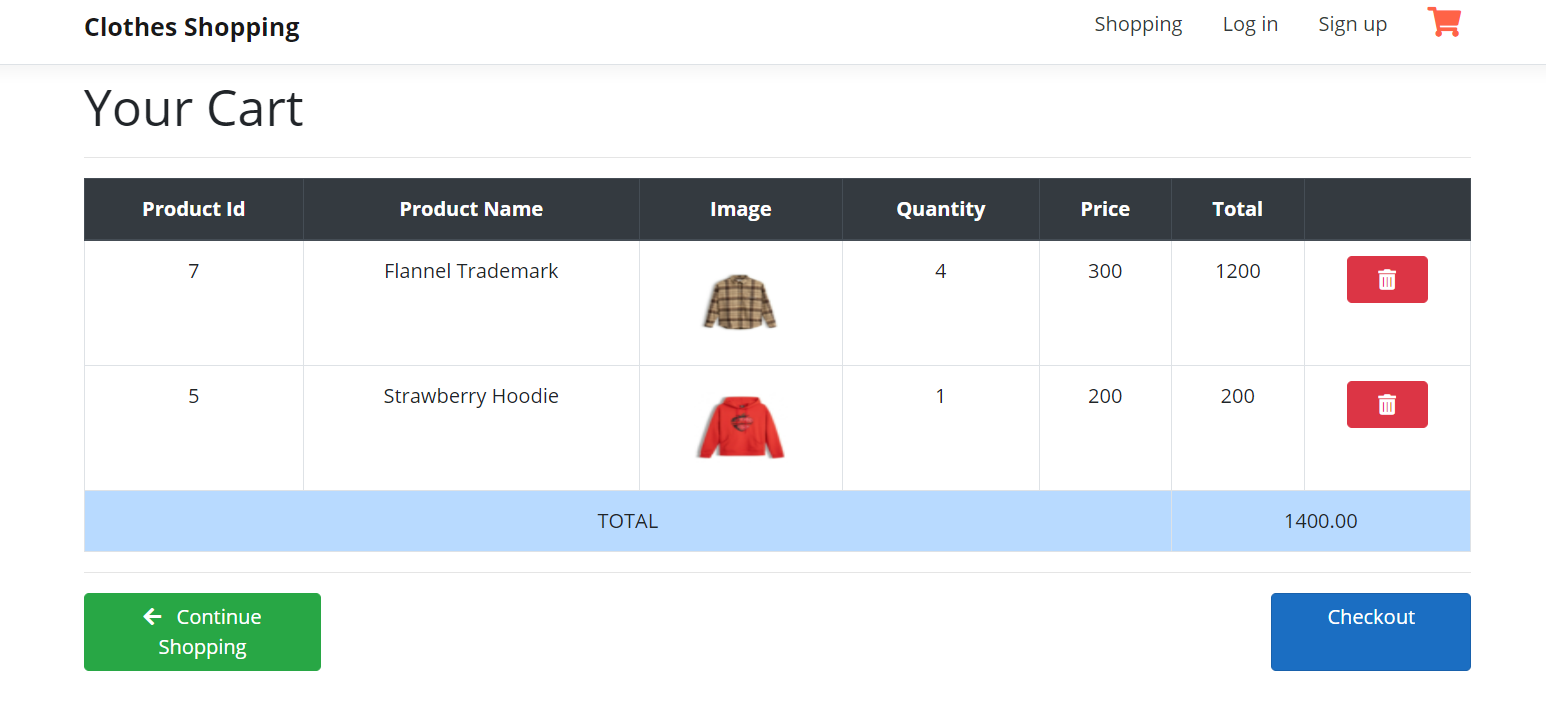 Clothes Shopping
Shopping Log in Sign up
Your Cart
Product Id Product Name Image Quantity Price Total
7 Flannel Trademark 4 300 1200
5 Strawberry Hoodie 1 200 200
TOTAL 1400.00
Continue
Shopping
Checkout